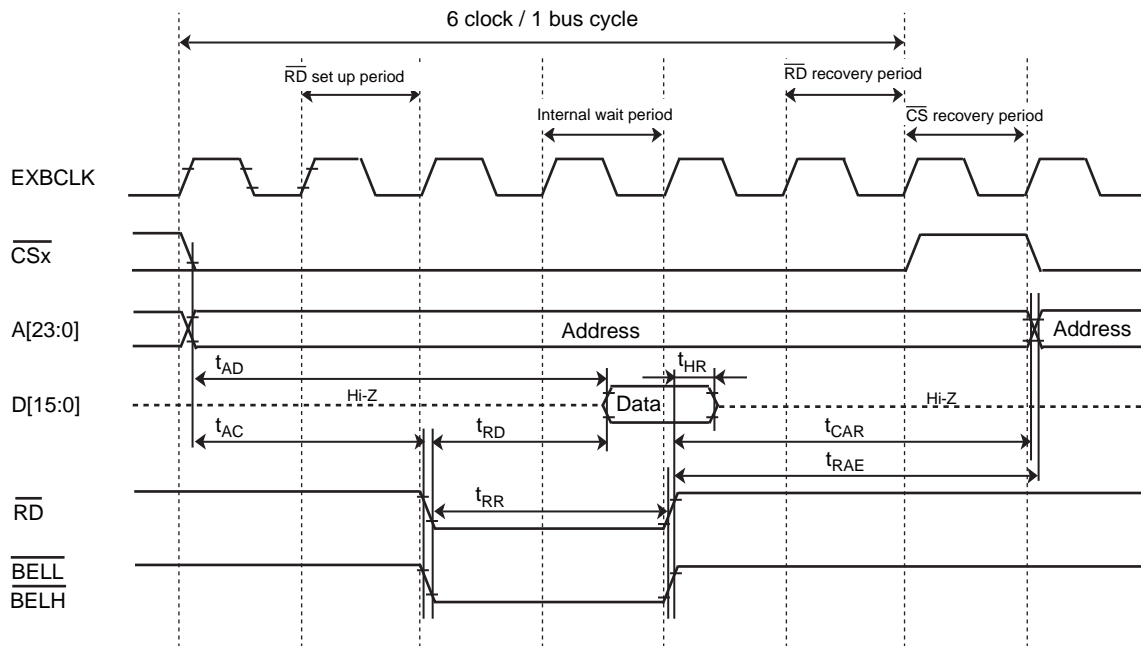 6 clock / 1 bus cycle
RD set up period
RD recovery period
Internal wait period
CS recovery period
EXBCLK
CSx
A[23:0]
Address
Address
tAD
tHR
D[15:0]
Hi-Z
Data
Hi-Z
tAC
tRD
tCAR
tRAE
RD
tRR
BELL
BELH